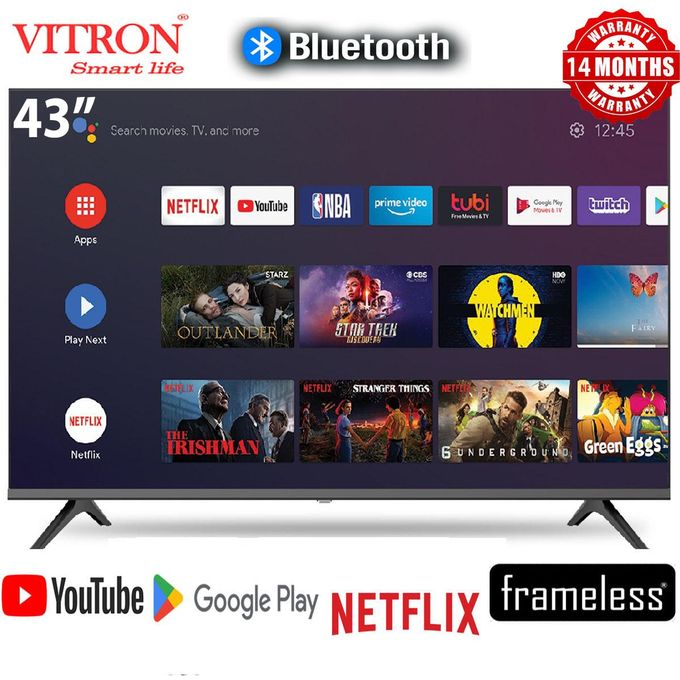 VITRON®
Smart life
Bluetooth
WARRANTY
14 MONTHS
WARRANTY
43"
Search movies, TV, and more
12:45
Apps
NETFLIX
YouTube
NBA
prime video
tubi
Free Movies & TV
Google Play
Movies & TV
twitch
Play Next
STARZ
OUTLANDER
CBS
STAR TREK
DISCOVERY
HBO
NOW
WATCHMEN
THE
FAIRY
NETFLIX
Netflix
NETFLIX
THE
IRISHMAN
NETFLIX
STRANGER THINGS
NETFLIX
6 UNDERGROUND
NETFLIX
Green Eggs
YouTube
Google Play
NETFLIX
frameless®